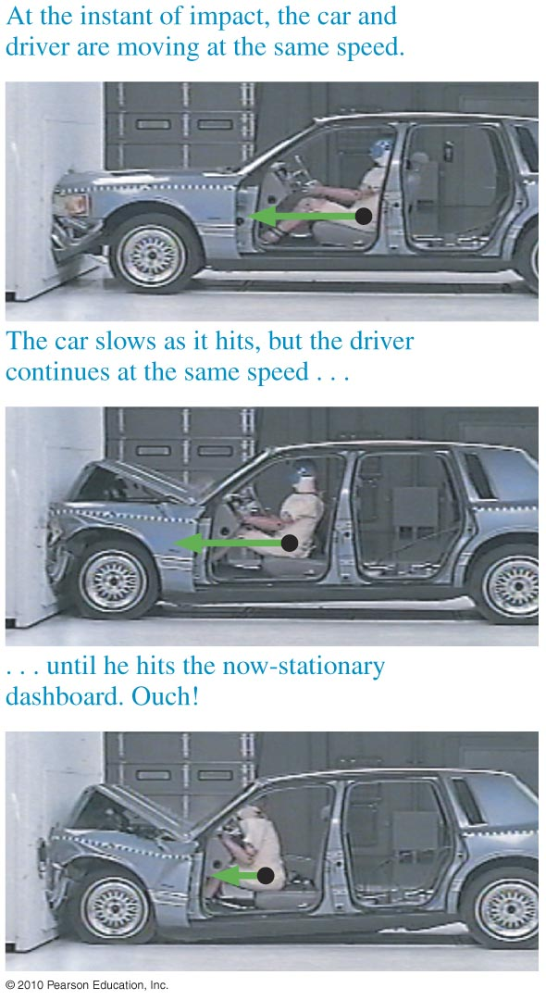 At the instant of impact, the car and
driver are moving at the same speed.
The car slows as it hits, but the driver
continues at the same speed . . .
. . . until he hits the now-stationary
dashboard. Ouch!
© 2010 Pearson Education, Inc.